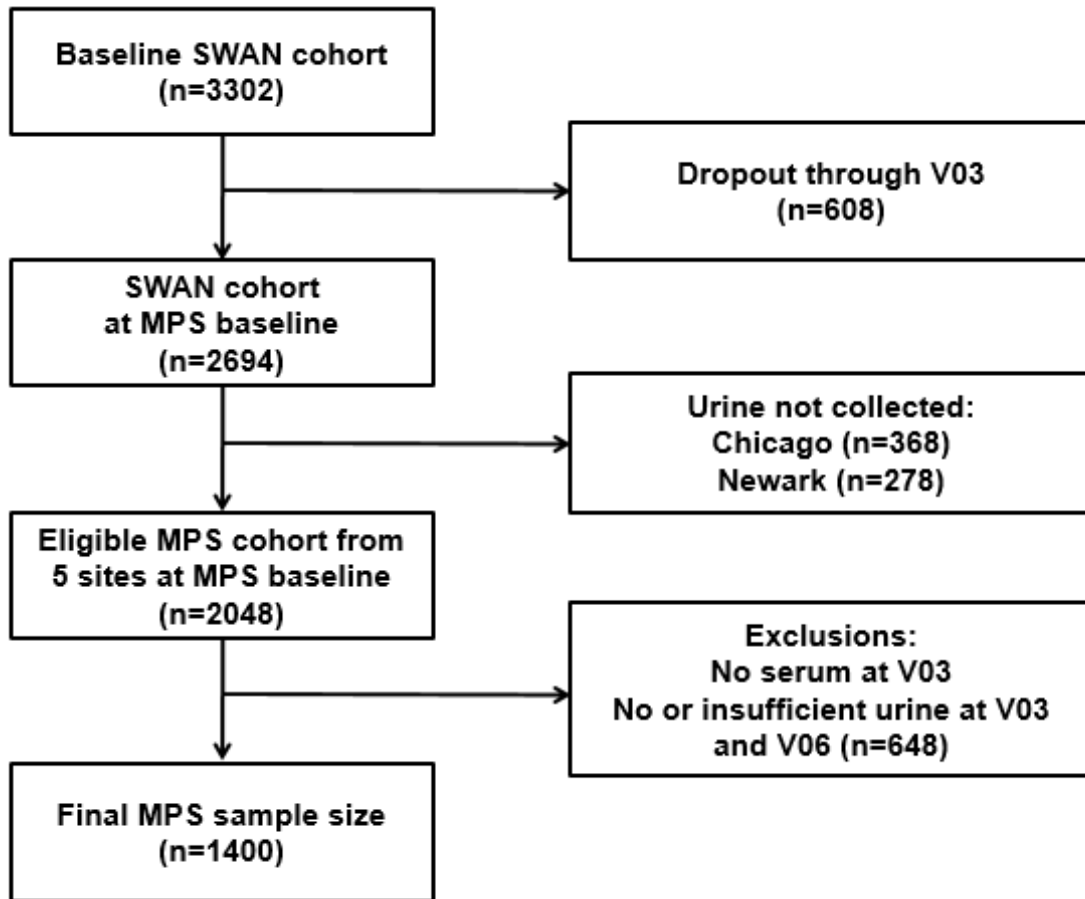 Baseline SWAN cohort
(n=3302)
Dropout through V03
(n=608)
SWAN cohort
at MPS baseline
(n=2694)
Urine not collected:
Chicago (n=368)
Newark (n=278)
Eligible MPS cohort from
5 sites at MPS baseline
(n=2048)
Exclusions:
No serum at V03
No or insufficient urine at V03
and V06 (n=648)
Final MPS sample size
(n=1400)